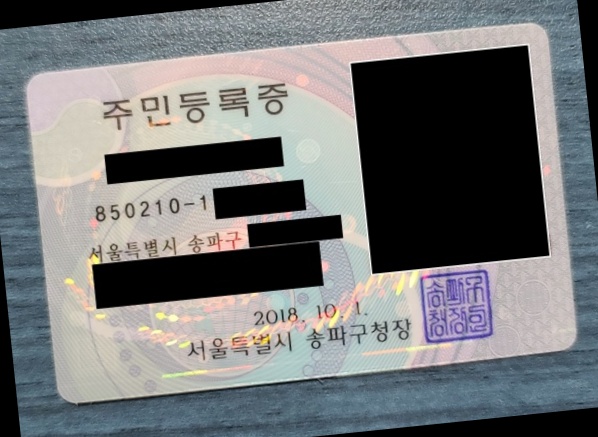 주민등록증
850210-1
서울특별시 송파구
2018. 10. 1.
서울특별시 송파구청장